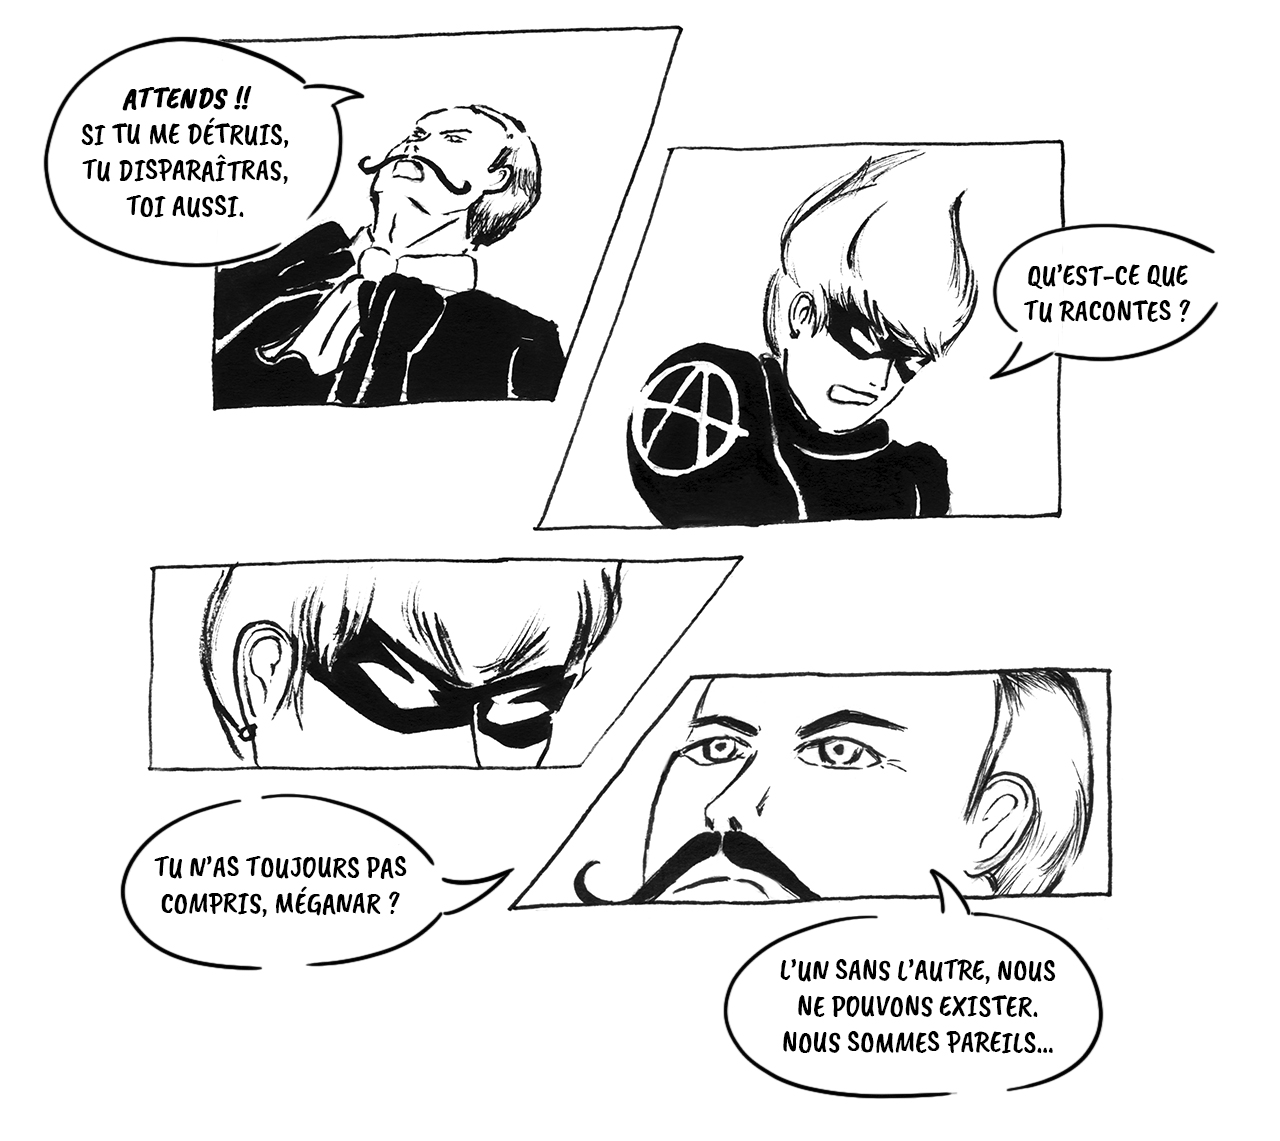 ATTENDS !!
SI TU ME DÉTRUIS,
TU DISPARAÎTRAS,
TOI AUSSI.
QU'EST-CE QUE
TU RACONTES ?
TU N'AS TOUJOURS PAS
COMPRIS, MÉGANAR ?
L'UN SANS L'AUTRE, NOUS
NE POUVONS EXISTER.
NOUS SOMMES PAREILS...